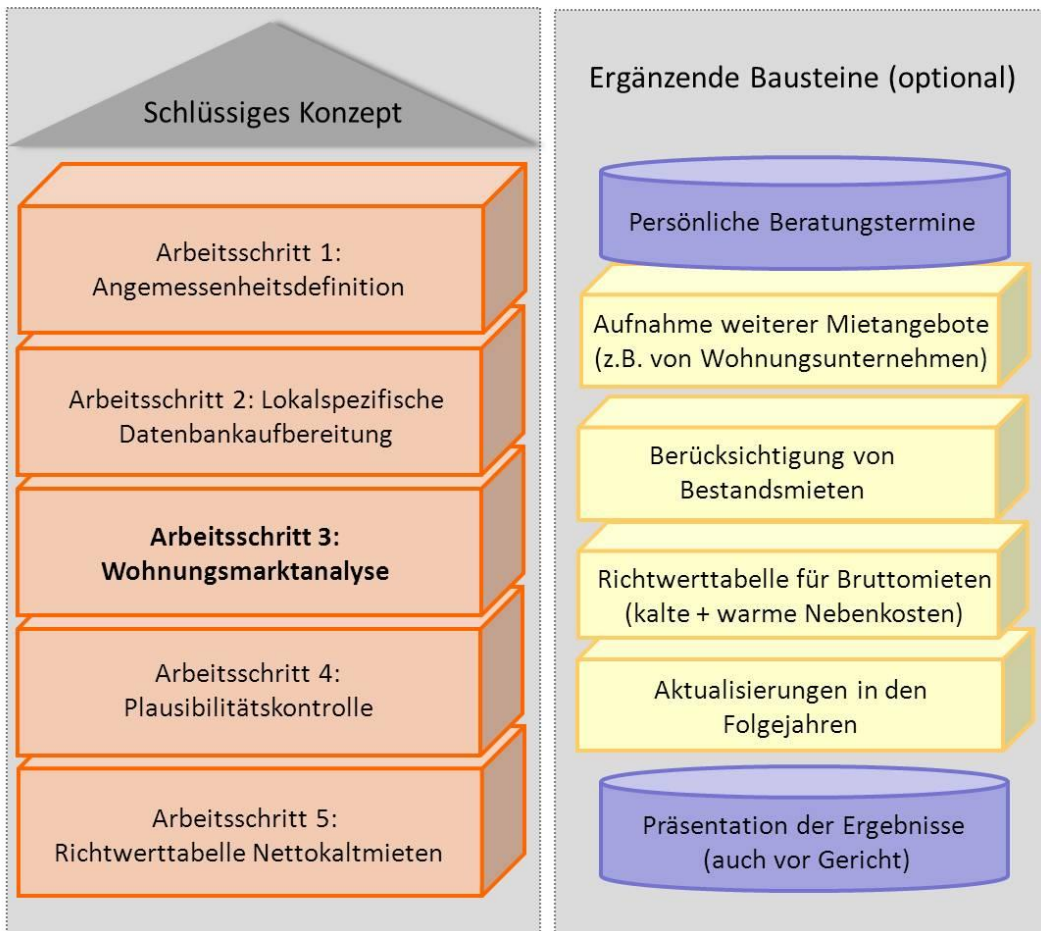 Schlüssiges Konzept
Arbeitsschritt 1:
Angemessenheitsdefinition
Arbeitsschritt 2: Lokalspezifische
Datenbankaufbereitung
Arbeitsschritt 3:
Wohnungsmarktanalyse
Arbeitsschritt 4:
Plausibilitätskontrolle
Arbeitsschritt 5:
Richtwerttabelle Nettokaltmieten
Ergänzende Bausteine (optional)
Persönliche Beratungstermine
Aufnahme weiterer Mietangebote
(z.B. von Wohnungsunternehmen)
Berücksichtigung von
Bestandsmieten
Richtwerttabelle für Bruttomieten
(kalte + warme Nebenkosten)
Aktualisierungen in den
Folgejahren
Präsentation der Ergebnisse
(auch vor Gericht)